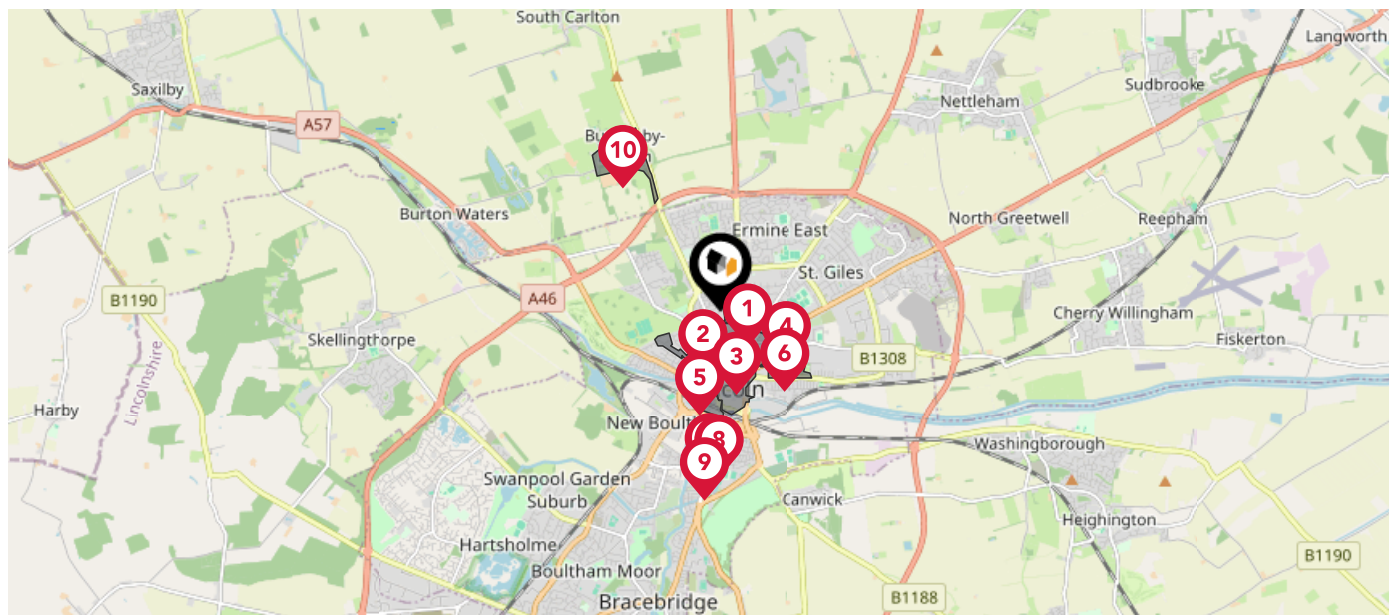 South Carlton
Langworth
Saxilby
Sudbrooke
Nettleham
A57
10
Burton Waters
North Greetwell
Reepham
Ermine East
St. Giles
A46
B1190
1
Cherry Willingham
Skellingthorpe
2
4
Fiskerton
3
6
B1308
5
Lincolnshire
Harby
New
8
Washingborough
9
Swanpool Garden
Suburb
Canwick
Heighington
Hartsholme
B1190
Boultham Moor
B1188
Bracebridge